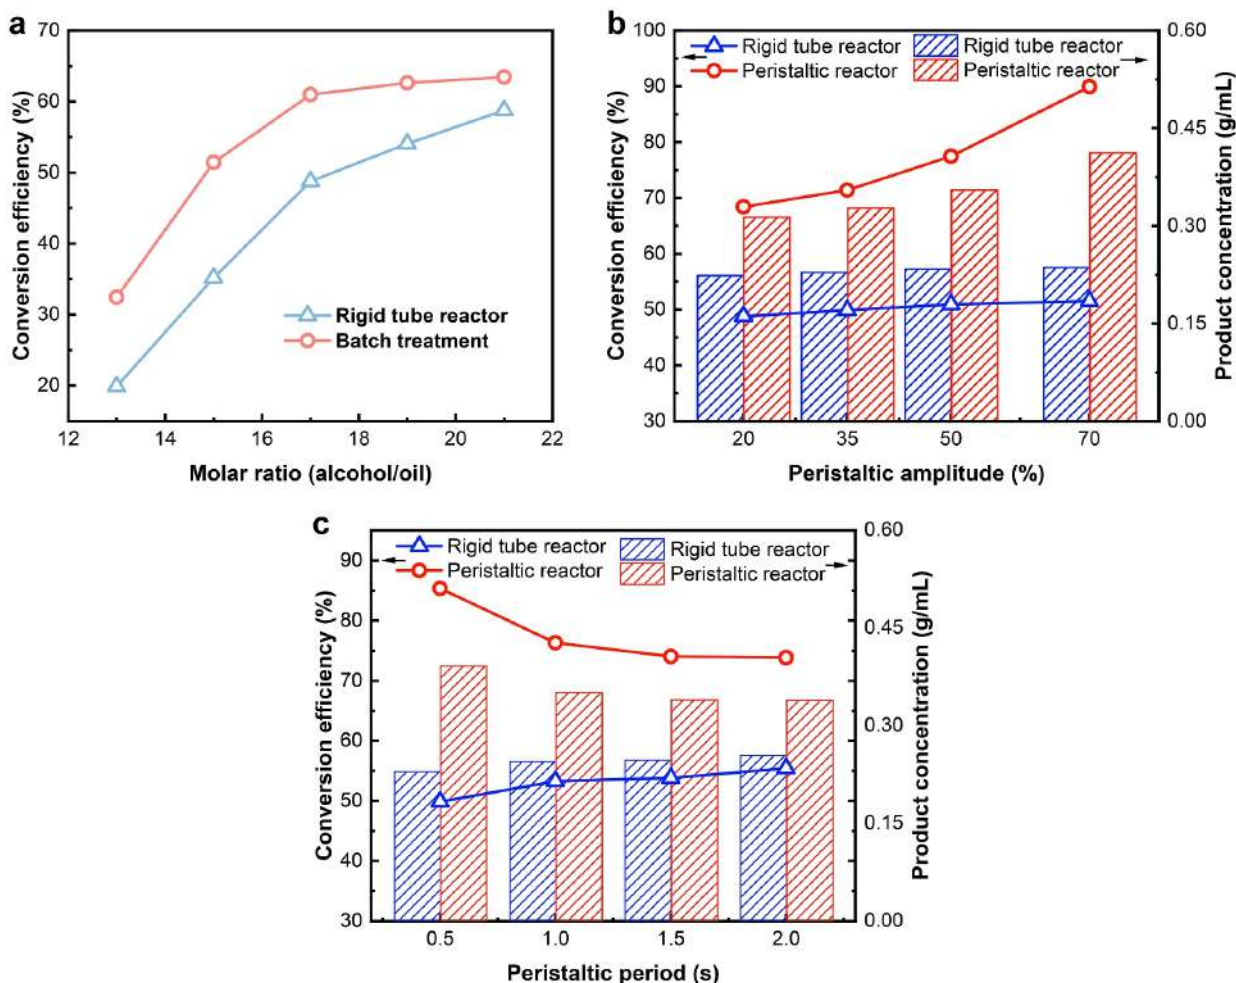 a
70
60
50
40
30
20
12
14
16
18
20
22
Conversion efficiency (%)
Molar ratio (alcohol/oil)
Rigid tube reactor
Batch treatment
b
100
90
80
70
60
50
40
30
20
35
50
70
0.60
0.45
0.30
0.15
0.00
Conversion efficiency (%)
Product concentration (g/mL)
Peristaltic amplitude (%)
Rigid tube reactor
Peristaltic reactor
Rigid tube reactor
Peristaltic reactor
c
90
80
70
60
50
40
30
0.5
1.0
1.5
2.0
0.60
0.45
0.30
0.15
0.00
Conversion efficiency (%)
Product concentration (g/mL)
Peristaltic period (s)
Rigid tube reactor
Peristaltic reactor
Rigid tube reactor
Peristaltic reactor